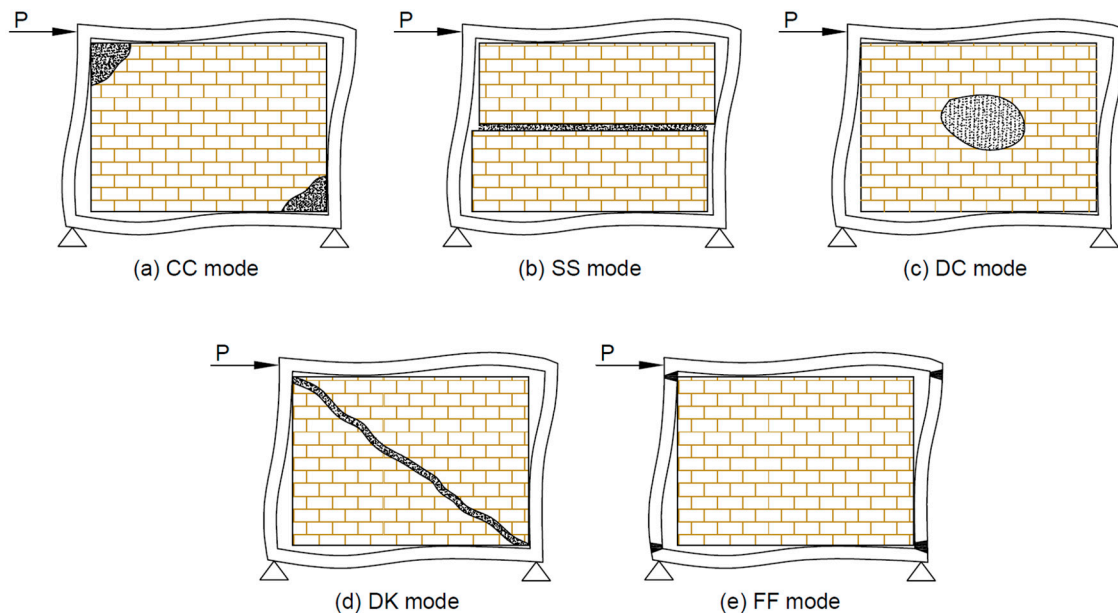 P
P
P
(a) CC mode
(b) SS mode
(c) DC mode
P
P
(d) DK mode
(e) FF mode